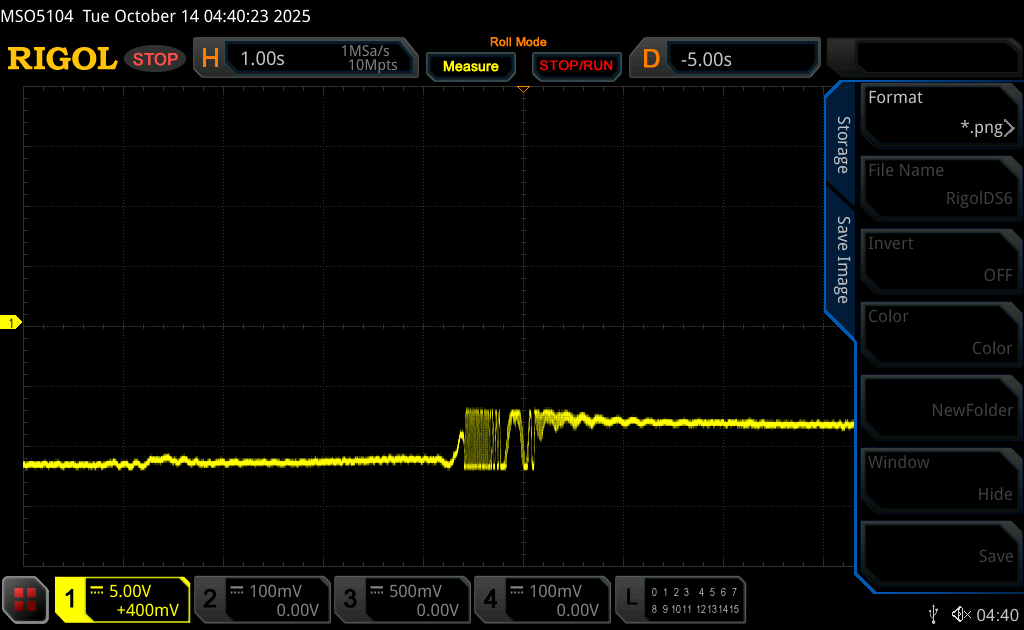 MSO5104 Tue October 14 04:40:23 2025
RIGOL
STOP
H
1.00s
1MSa/s
10Mpts
Roll Mode
Measure
STOP/RUN
D
-5.00s
Storage
Save Image
Format
*.png
File Name
RigolDS6
Invert
OFF
Color
Color
NewFolder
Window
Hide
Save
1
1
5.00V
+400mV
2
100mV
0.00V
3
500mV
0.00V
4
100mV
0.00V
L
0 1 2 3 4 5 6 7
8 9 10 11 12 13 14 15
04:40